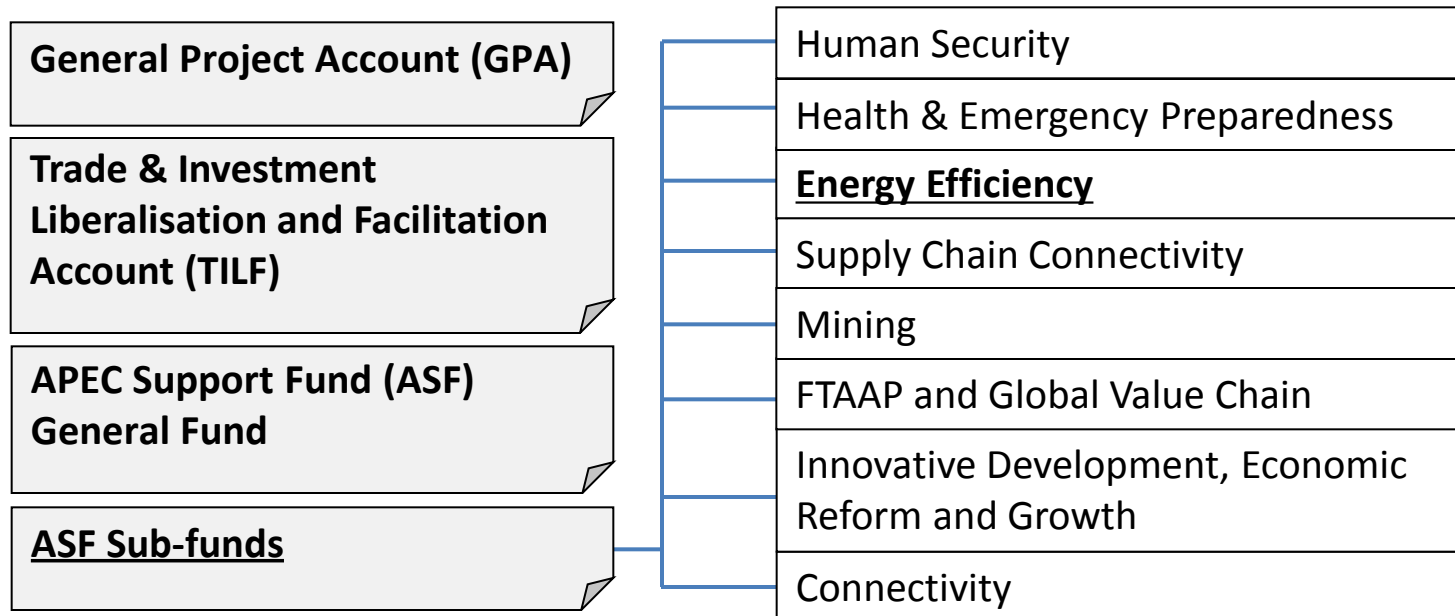 General Project Account (GPA)
Trade & Investment
Liberalisation and Facilitation
Account (TILF)
APEC Support Fund (ASF)
General Fund
ASF Sub-funds
Human Security
Health & Emergency Preparedness
Energy Efficiency
Supply Chain Connectivity
Mining
FTAAP and Global Value Chain
Innovative Development, Economic
Reform and Growth
Connectivity